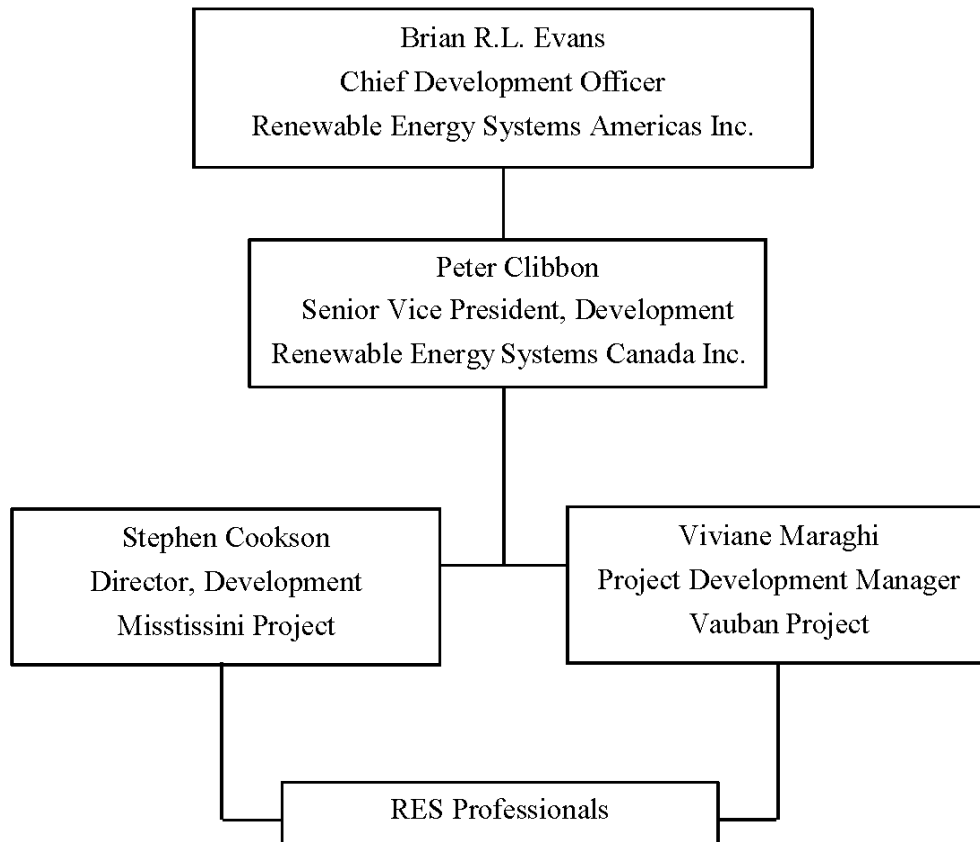 Brian R.L. Evans
Chief Development Officer
Renewable Energy Systems Americas Inc.
Peter Clibbon
Senior Vice President, Development
Renewable Energy Systems Canada Inc.
Stephen Cookson
Director, Development
Misstissini Project
Viviane Maraghi
Project Development Manager
Vauban Project
RES Professionals